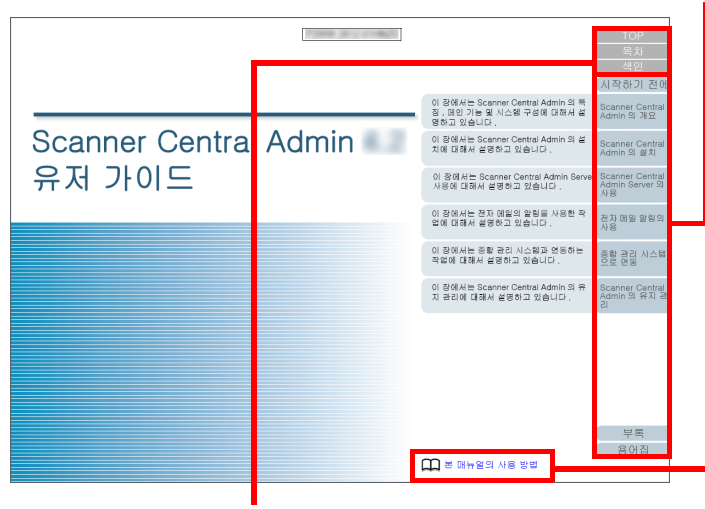 TOP
목차
색인
시작하기 전에
이 장에서는 Scanner Central Admin 의 특
징 , 메인 기능 및 시스템 구성에 대해서 설
명하고 있습니다 .
Scanner Central
Admin 의 개요
Scanner Central Admin
유저 가이드
이 장에서는 Scanner Central Admin 의 설
치에 대해서 설명하고 있습니다 .
Scanner Central
Admin 의 설치
이 장에서는 Scanner Central Admin Serve
사용에 대해서 설명하고 있습니다 .
Scanner Central
Admin Server 의
사용
이 장에서는 전자 메일의 알림을 사용한 작
업에 대해서 설명하고 있습니다 .
전자 메일 알림의
사용
이 장에서는 종합 관리 시스템과 연동하는
작업에 대해서 설명하고 있습니다 .
종합 관리 시스템
으로 연동
이 장에서는 Scanner Central Admin 의 유
지 관리에 대해서 설명하고 있습니다 .
Scanner Central
Admin 의 유지 관
리
부록
용어집
본 매뉴얼의 사용 방법